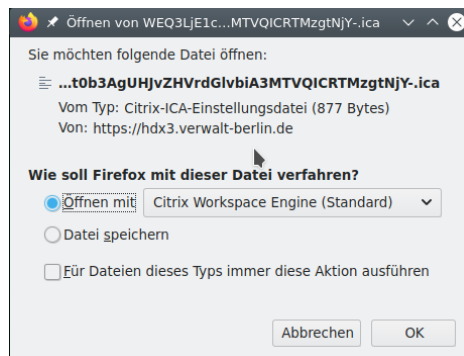 Öffnen von WEQ3LjE1c...MTVQICRTMzgtNjY-.ica
Sie möchten folgende Datei öffnen:
...t0b3AgUHJvZHVrdGlvbiA3MTVQICRTMzgtNjY-.ica
Vom Typ: Citrix-ICA-Einstellungsdatei (877 Bytes)
Von: https://hdx3.verwalt-berlin.de
Wie soll Firefox mit dieser Datei verfahren?
Öffnen mit Citrix Workspace Engine (Standard)
Datei speichern
Für Dateien dieses Typs immer diese Aktion ausführen
Abbrechen OK